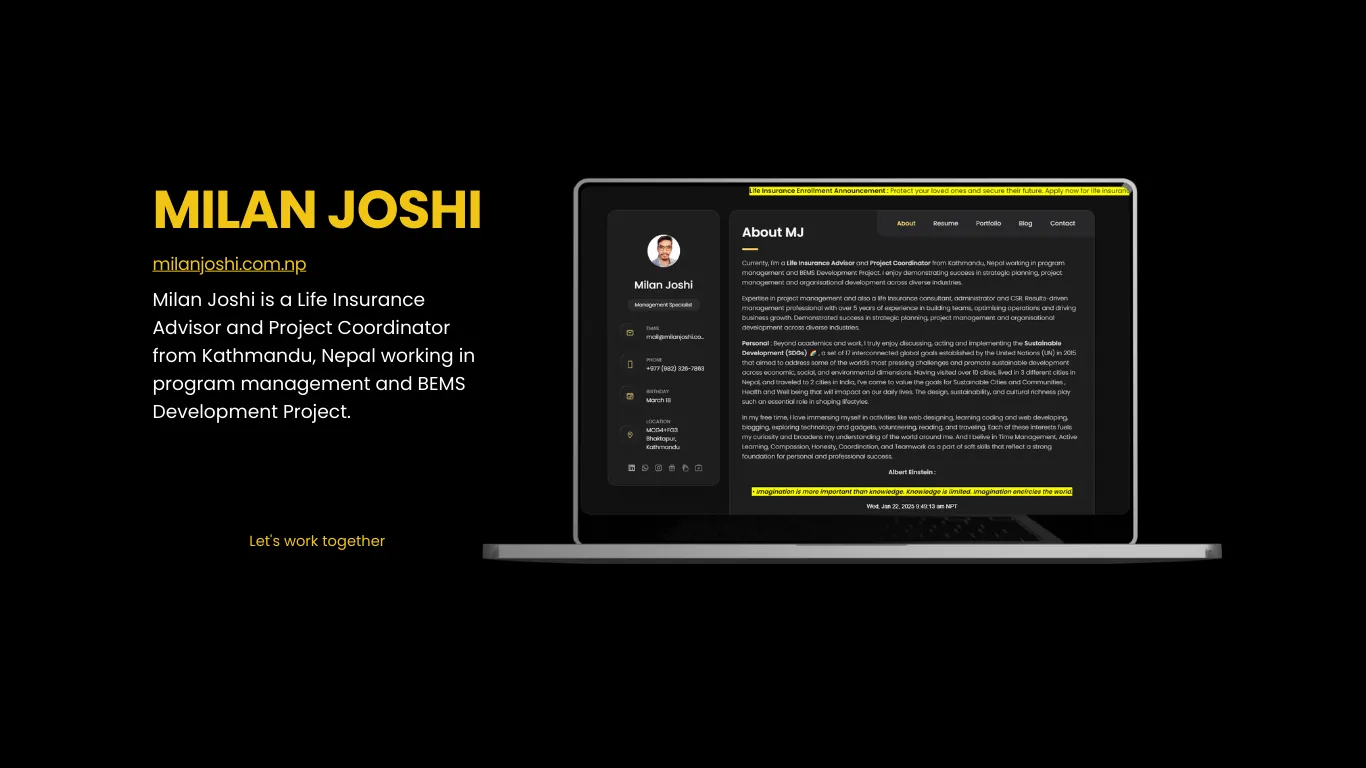 MILAN JOSHI
milanjoshi.com.np
Milan Joshi is a Life Insurance
Advisor and Project Coordinator
from Kathmandu, Nepal working in
program management and BEMS
Development Project.
Let's work together
Life Insurance Enrollment Announcement : Protect your loved ones and secure their future. Apply now for life insuran
Milan Joshi
Management Specialist
EMAIL
mail@milanjoshi.co...
PHONE
+977 (982) 326-7863
BIRTHDAY
March 18
LOCATION
MCG4+FG3
Bhaktapur,
Kathmandu
About
Resume
Portfolio
Blog
Contact
About MJ
Currently, I'm a Life Insurance Advisor and Project Coordinator from Kathmandu, Nepal working in program
management and BEMS Development Project. I enjoy demonstrating success in strategic planning, project
management and organisational development across diverse industries.
Expertise in project management and also a life insurance consultant, administrator and CSR. Results-driven
management professional with over 5 years of experience in building teams, optimising operations and driving
business growth. Demonstrated success in strategic planning, project management and organisational
development across diverse industries.
Personal : Beyond academics and work, I truly enjoy discussing, acting and implementing the Sustainable
Development (SDGs) 🌈 , a set of 17 interconnected global goals established by the United Nations (UN) in 2015
that aimed to address some of the world's most pressing challenges and promote sustainable development
across economic, social, and environmental dimensions. Having visited over 10 cities, lived in 3 different cities in
Nepal, and traveled to 2 cities in India, I've come to value the goals for Sustainable Cities and Communities ,
Health and Well being that will impapct on our daily lives. The design, sustainability, and cultural richness play
such an essential role in shaping lifestyles.
In my free time, I love immersing myself in activities like web designing, learning coding and web developing,
blogging, exploring technology and gadgets, volunteering, reading, and traveling. Each of these interests fuels
my curiosity and broadens my understanding of the world around me. And I belive in Time Management, Active
Learning, Compassion, Honesty, Coordination, and Teamwork as a part of soft skills that reflect a strong
foundation for personal and professional success.
Albert Einstein :
• Imagination is more important than knowledge. Knowledge is limited. Imagination encircles the world.
Wed, Jan 22, 2025 9:49:13 am NPT